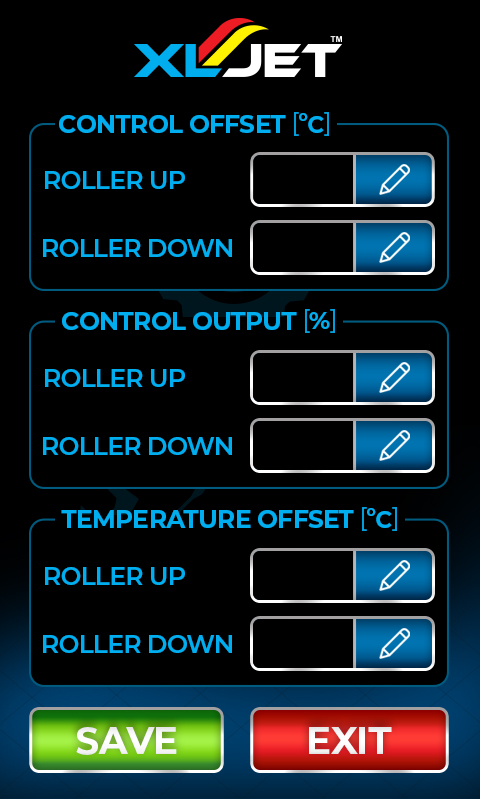 XLJET™
CONTROL OFFSET [°C]
ROLLER UP
ROLLER DOWN
CONTROL OUTPUT [%]
ROLLER UP
ROLLER DOWN
TEMPERATURE OFFSET [°C]
ROLLER UP
ROLLER DOWN
SAVE EXIT